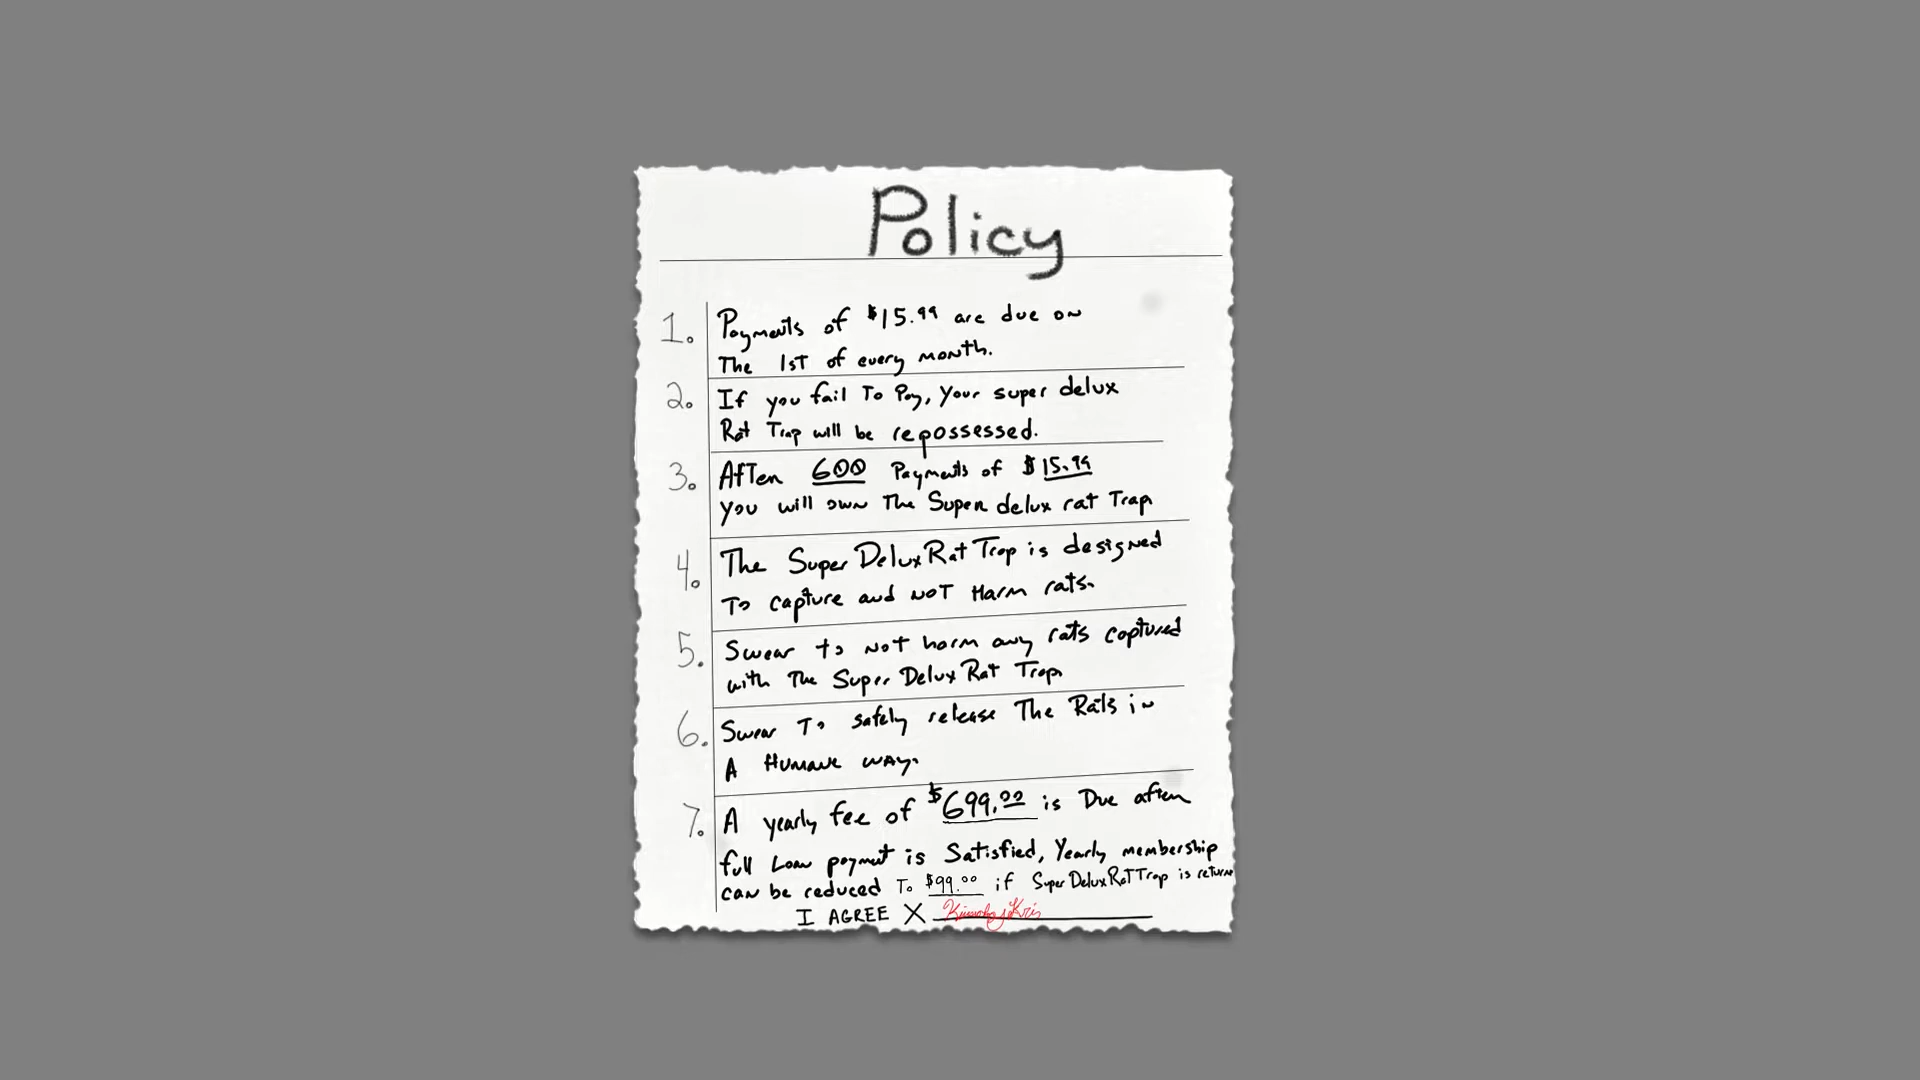 Policy
1. Payments of $15.99 are due on
The 1st of every month.
2. If you fail To Pay, Your super delux
Rat Trap will be repossessed.
3. After 600 Payments of $15.99
You will own The Super delux rat Trap
4. The Super Delux Rat Trap is designed
To capture and NOT Harm rats.
5. Swear to not harm any rats captured
with The Super Delux Rat Trap
6. Swear To safely release The Rats in
A Humane way.
7. A yearly fee of $699.00 is Due after
full Loan payment is Satisfied, Yearly membership
can be reduced To $99.00 if Super Delux Rat Trap is return
I AGREE X